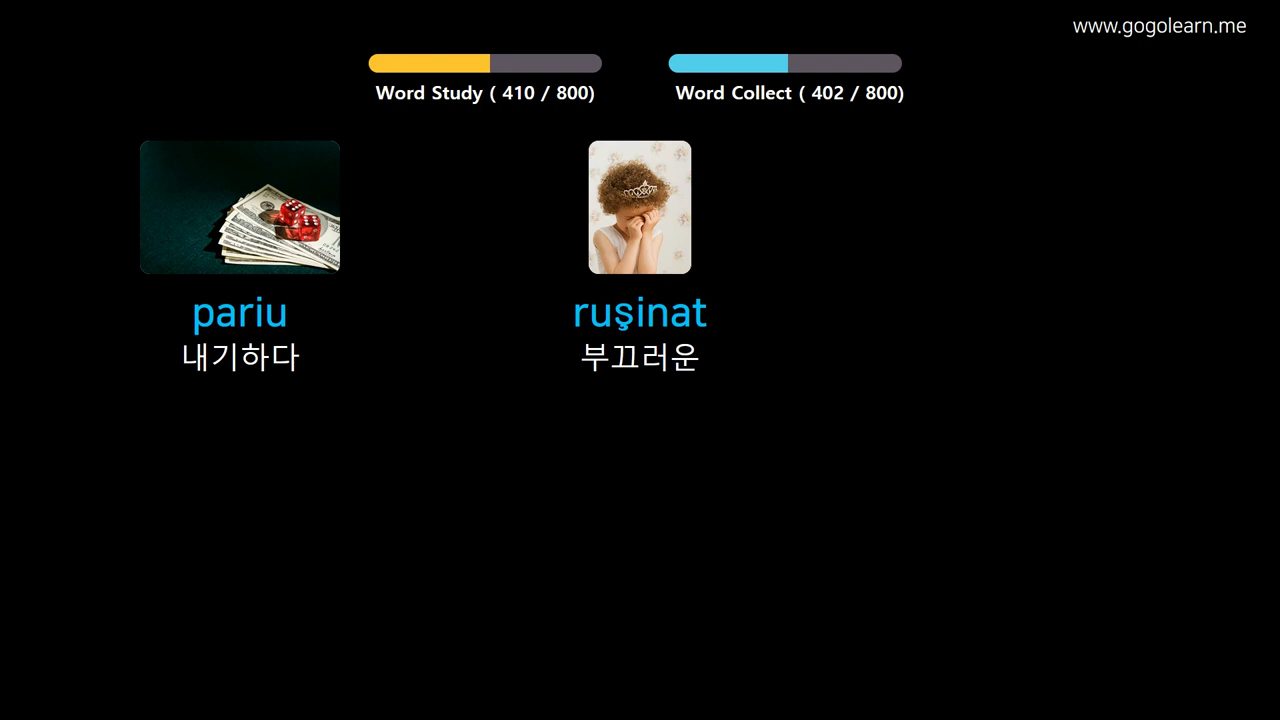 www.gogolearn.me
Word Study ( 410 / 800)
Word Collect ( 402 / 800)
pariu
내기하다
rușinat
부끄러운